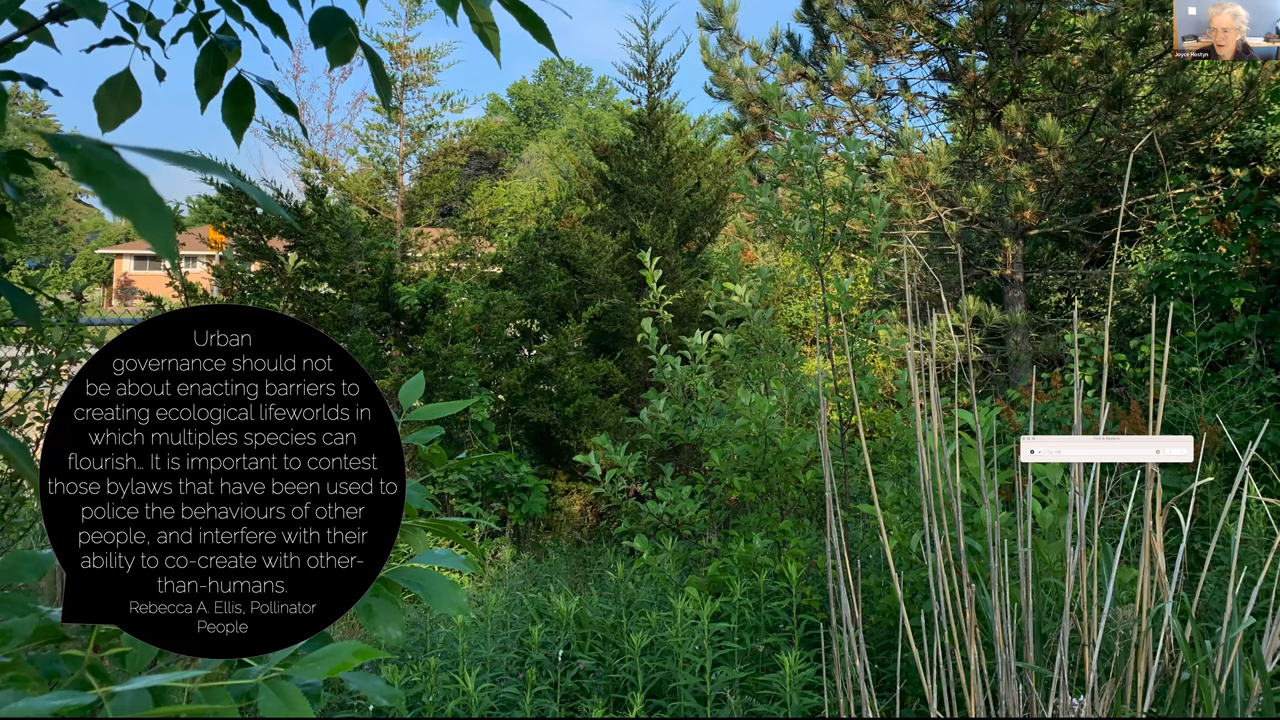 Joyce Hostyn
Urban
governance should not
be about enacting barriers to
creating ecological lifeworlds in
which multiples species can
flourish... It is important to contest
those bylaws that have been used to
police the behaviours of other
people, and interfere with their
ability to co-create with other-
than-humans.
Rebecca A. Ellis, Pollinator
People
Find & Replace